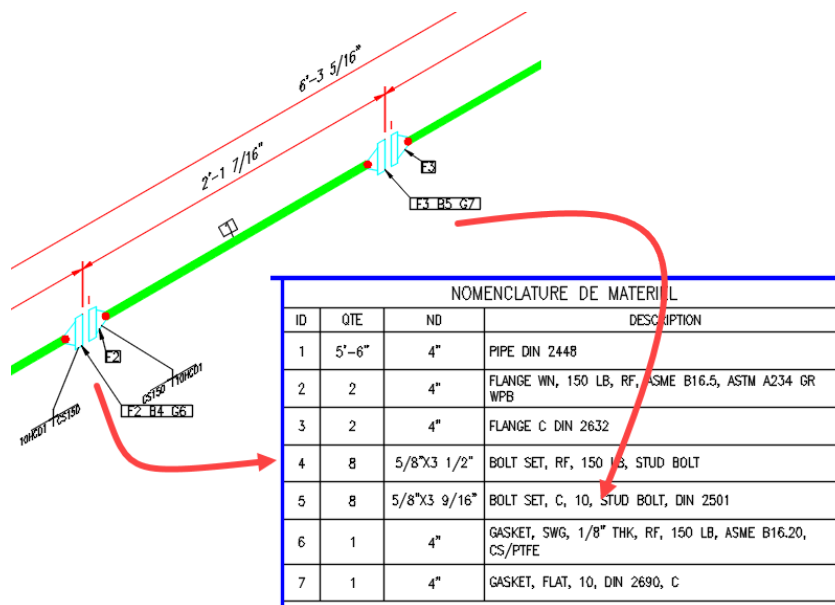 6'-3 5/16"
2'-1 7/16"
F3
F3 B5 G7
1
F2
CS150 10HCD1
10HCD1 CS150
F2 B4 G6
NOMENCLATURE DE MATERIEL
ID QTE ND DESCRIPTION
1 5'-6" 4" PIPE DIN 2448
2 2 4" FLANGE WN, 150 LB, RF, ASME B16.5, ASTM A234 GR
WPB
3 2 4" FLANGE C DIN 2632
4 8 5/8"X3 1/2" BOLT SET, RF, 150 LB, STUD BOLT
5 8 5/8"X3 9/16" BOLT SET, C, 10, STUD BOLT, DIN 2501
6 1 4" GASKET, SWG, 1/8" THK, RF, 150 LB, ASME B16.20,
CS/PTFE
7 1 4" GASKET, FLAT, 10, DIN 2690, C